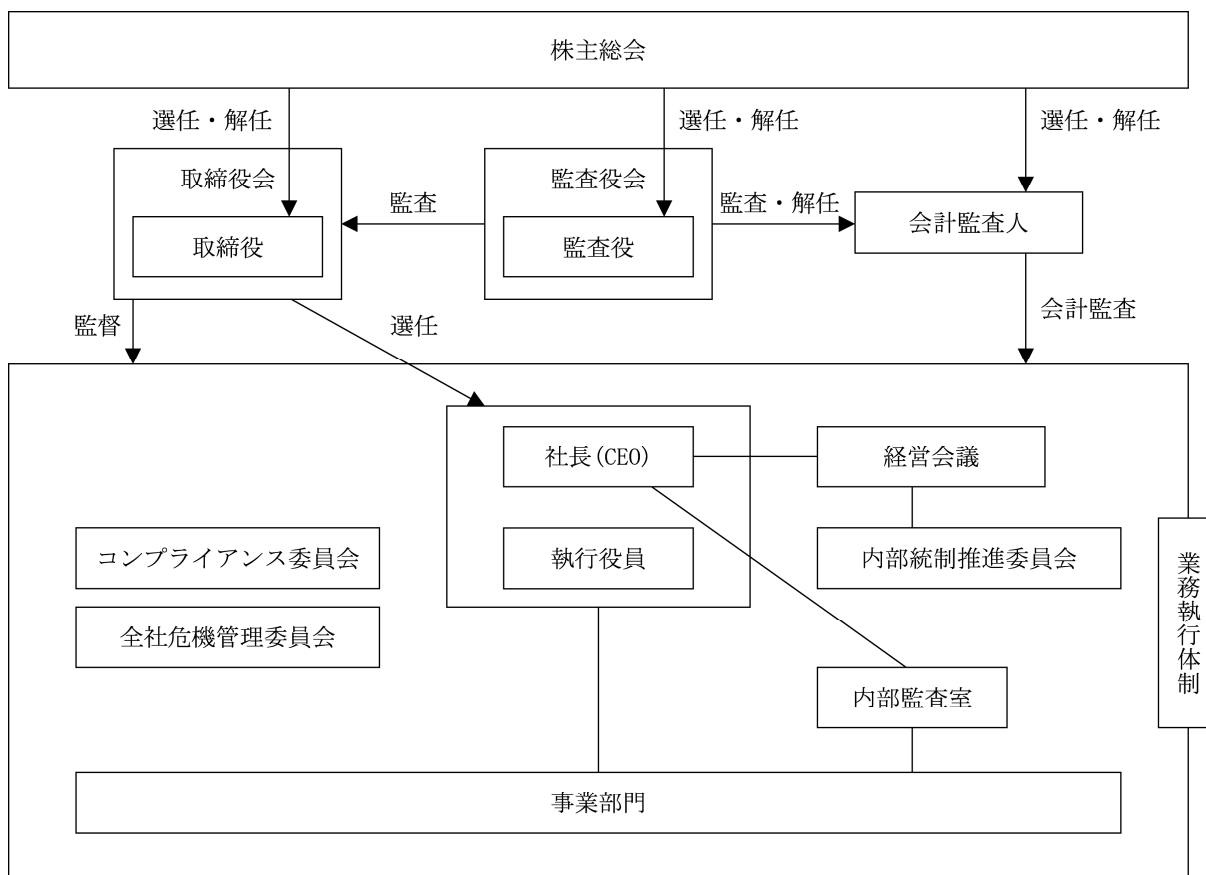 株主総会
選任・解任
選任・解任
選任・解任
取締役会
監査役会
取締役
監査
監査役
監査・解任
会計監査人
監督
選任
会計監査
社長(CEO)
経営会議
コンプライアンス委員会
執行役員
内部統制推進委員会
全社危機管理委員会
業務執行体制
内部監査室
事業部門